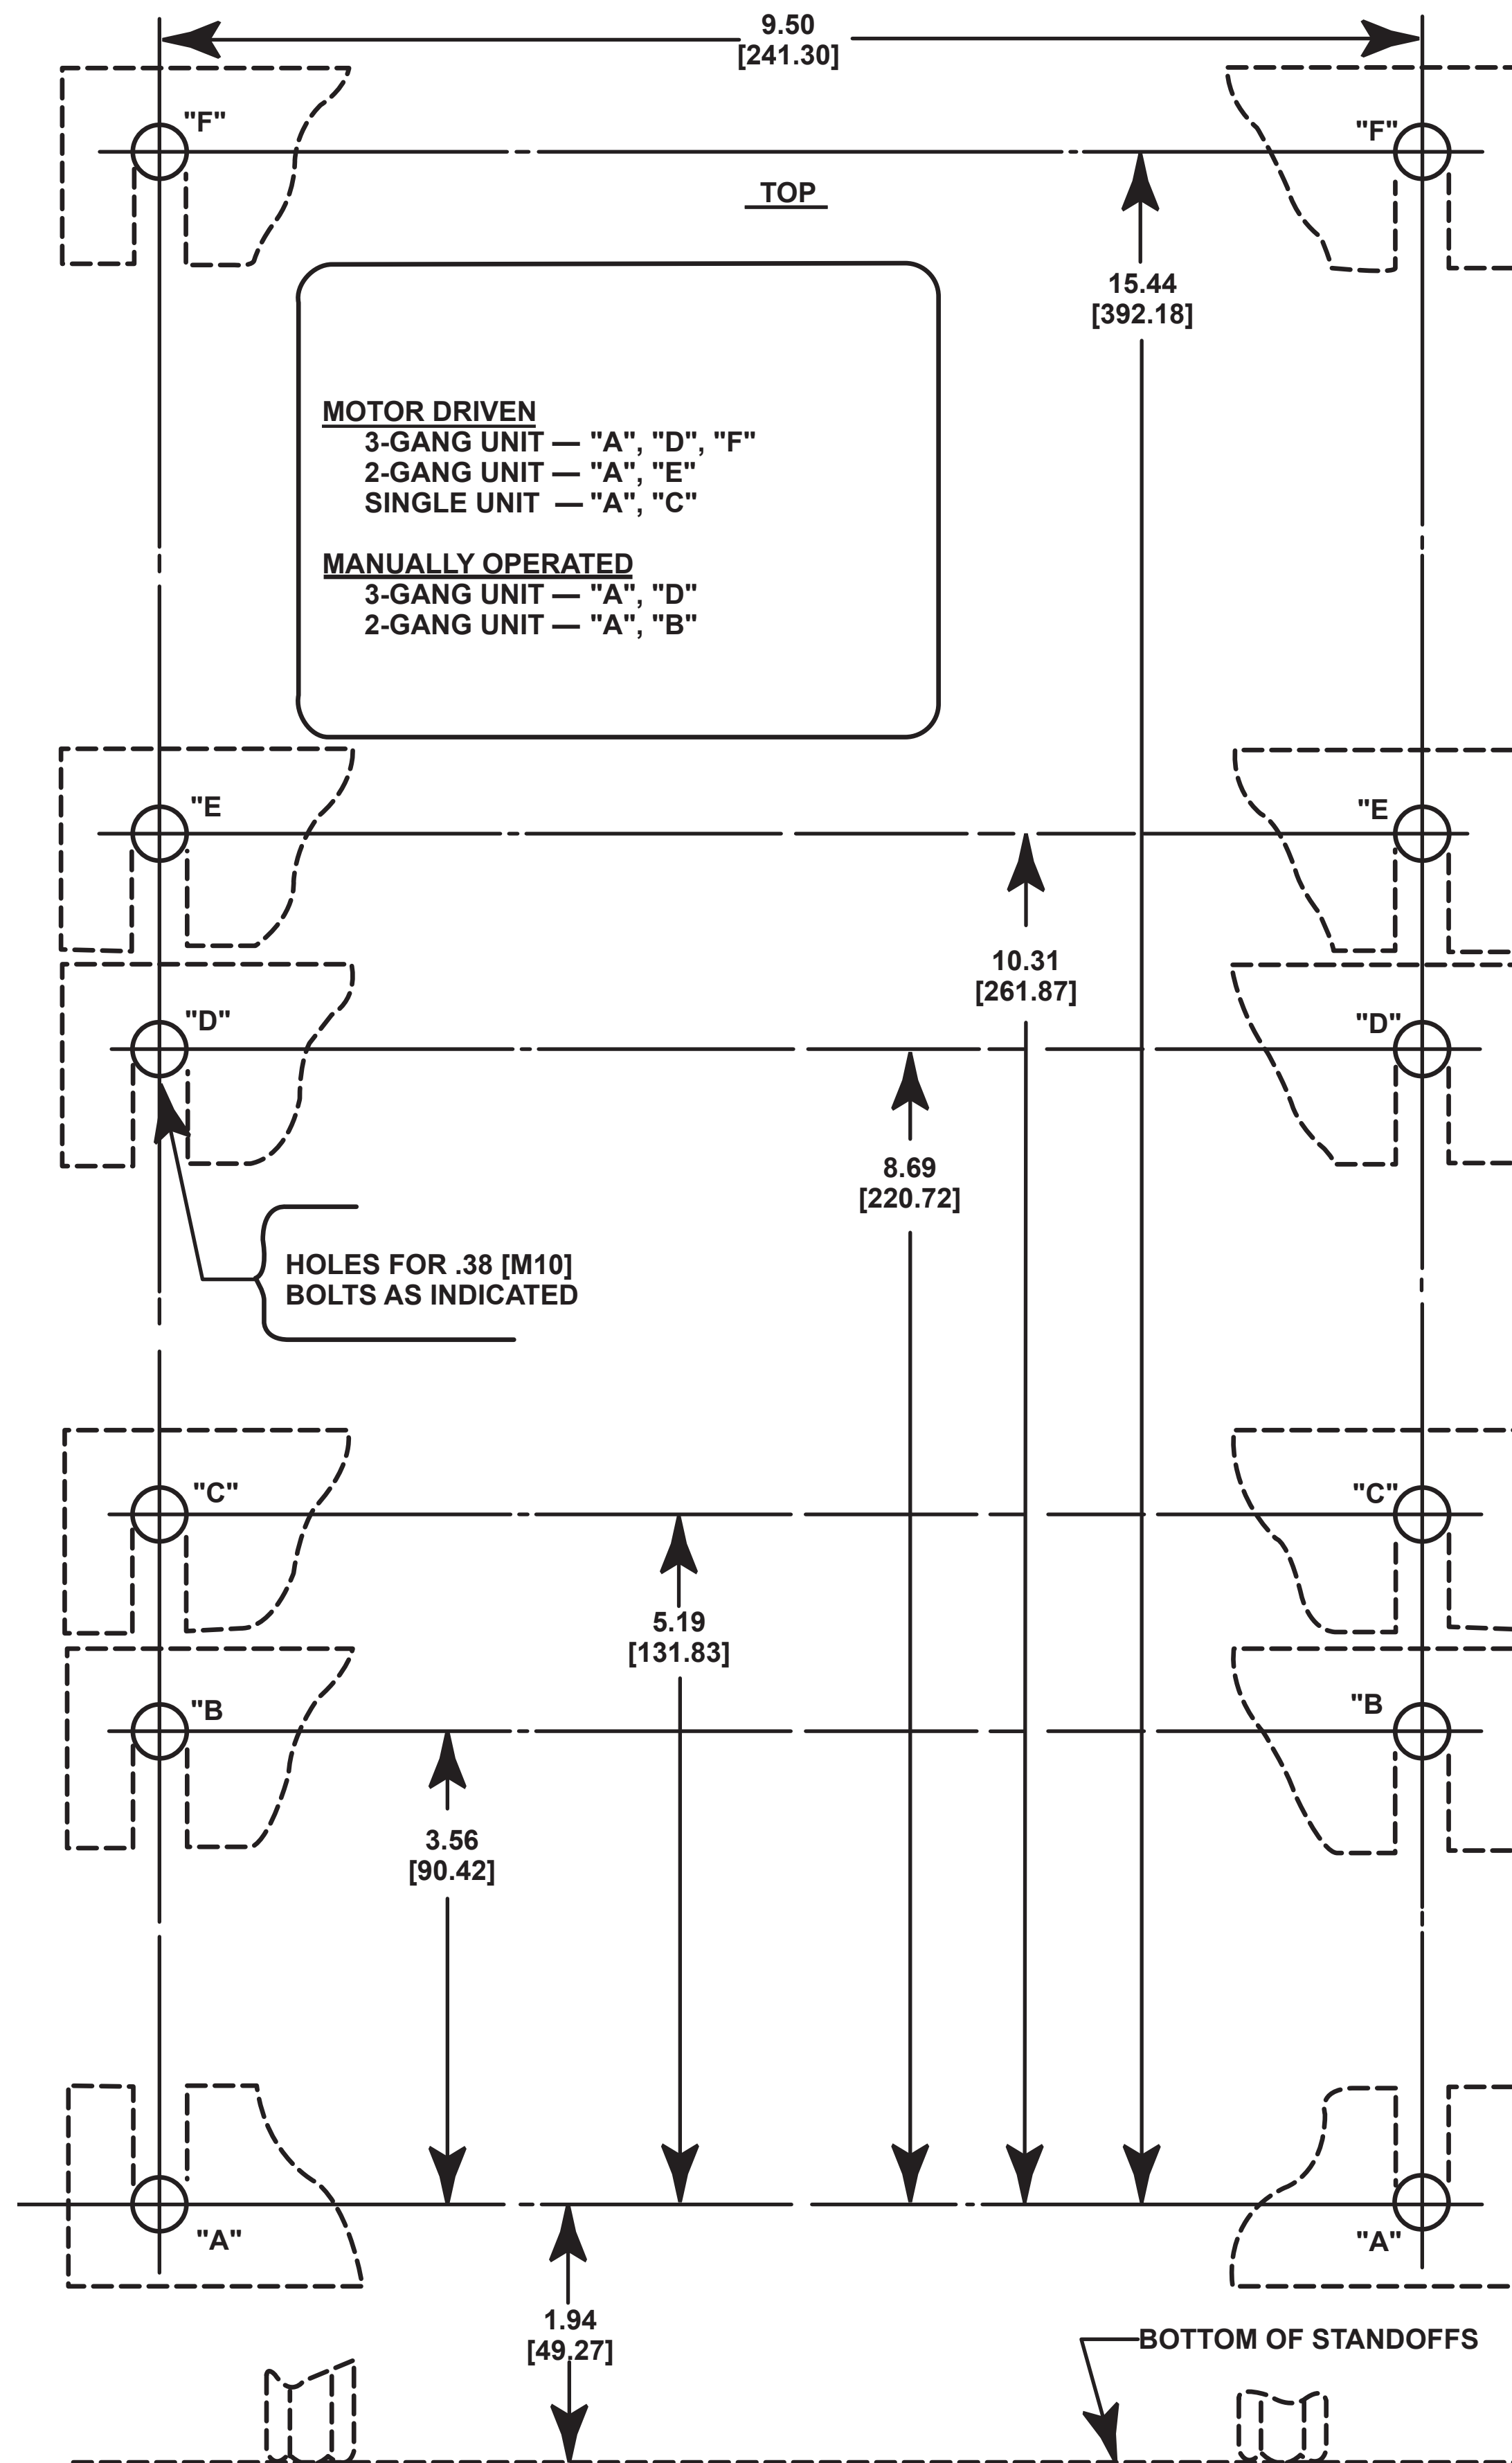 9.50
[241.30]
"F"
"F"
TOP
15.44
[392.18]
MOTOR DRIVEN
3-GANG UNIT — "A", "D", "F"
2-GANG UNIT — "A", "E"
SINGLE UNIT — "A", "C"
MANUALLY OPERATED
3-GANG UNIT — "A", "D"
2-GANG UNIT — "A", "B"
"E
"E
10.31
[261.87]
"D"
"D"
8.69
[220.72]
HOLES FOR .38 [M10]
BOLTS AS INDICATED
"C"
"C"
5.19
[131.83]
"B
"B
3.56
[90.42]
"A"
"A"
1.94
[49.27]
BOTTOM OF STANDOFFS